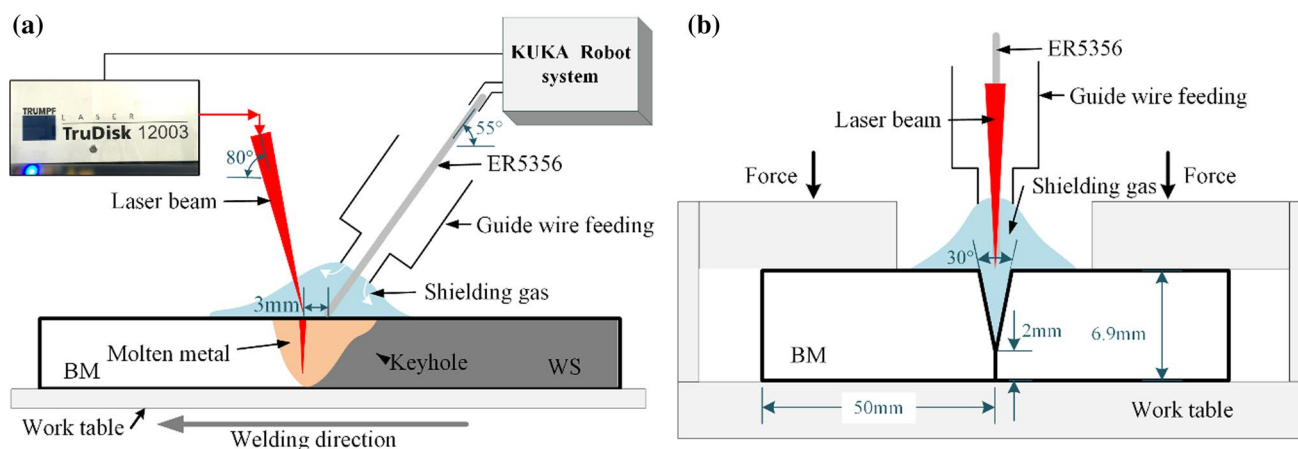 (a)
KUKA Robot
system
TRUMPF
LASER
TruDisk 12003
55°
ER5356
80°
Laser beam
Guide wire feeding
Shielding gas
3mm
Molten metal
Keyhole
BM
WS
Work table
Welding direction
(b)
ER5356
Guide wire feeding
Laser beam
Force
Shielding gas
Force
30°
2mm
6.9mm
BM
50mm
Work table